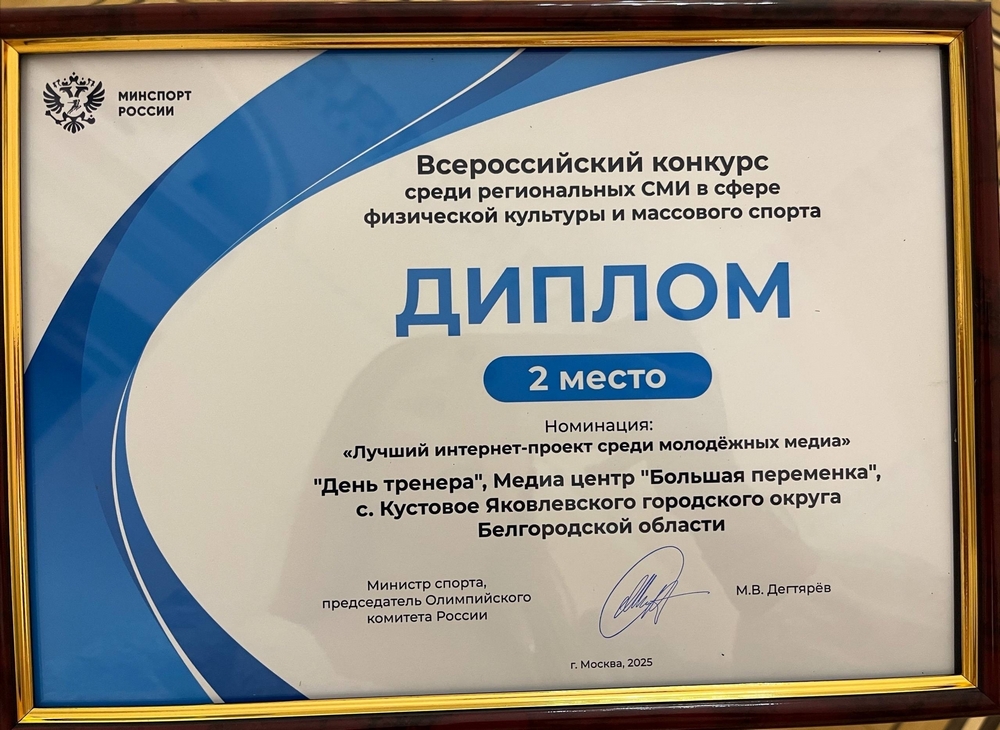 МИНСПОРТ
РОССИИ
Всероссийский конкурс
среди региональных СМИ в сфере
физической культуры и массового спорта
ДИПЛОМ
2 место
Номинация:
«Лучший интернет-проект среди молодёжных медиа»
"День тренера", Медиа центр "Большая переменка",
с. Кустовое Яковлевского городского округа
Белгородской области
Министр спорта,
председатель Олимпийского
комитета России
М.В. Дегтярёв
г. Москва, 2025